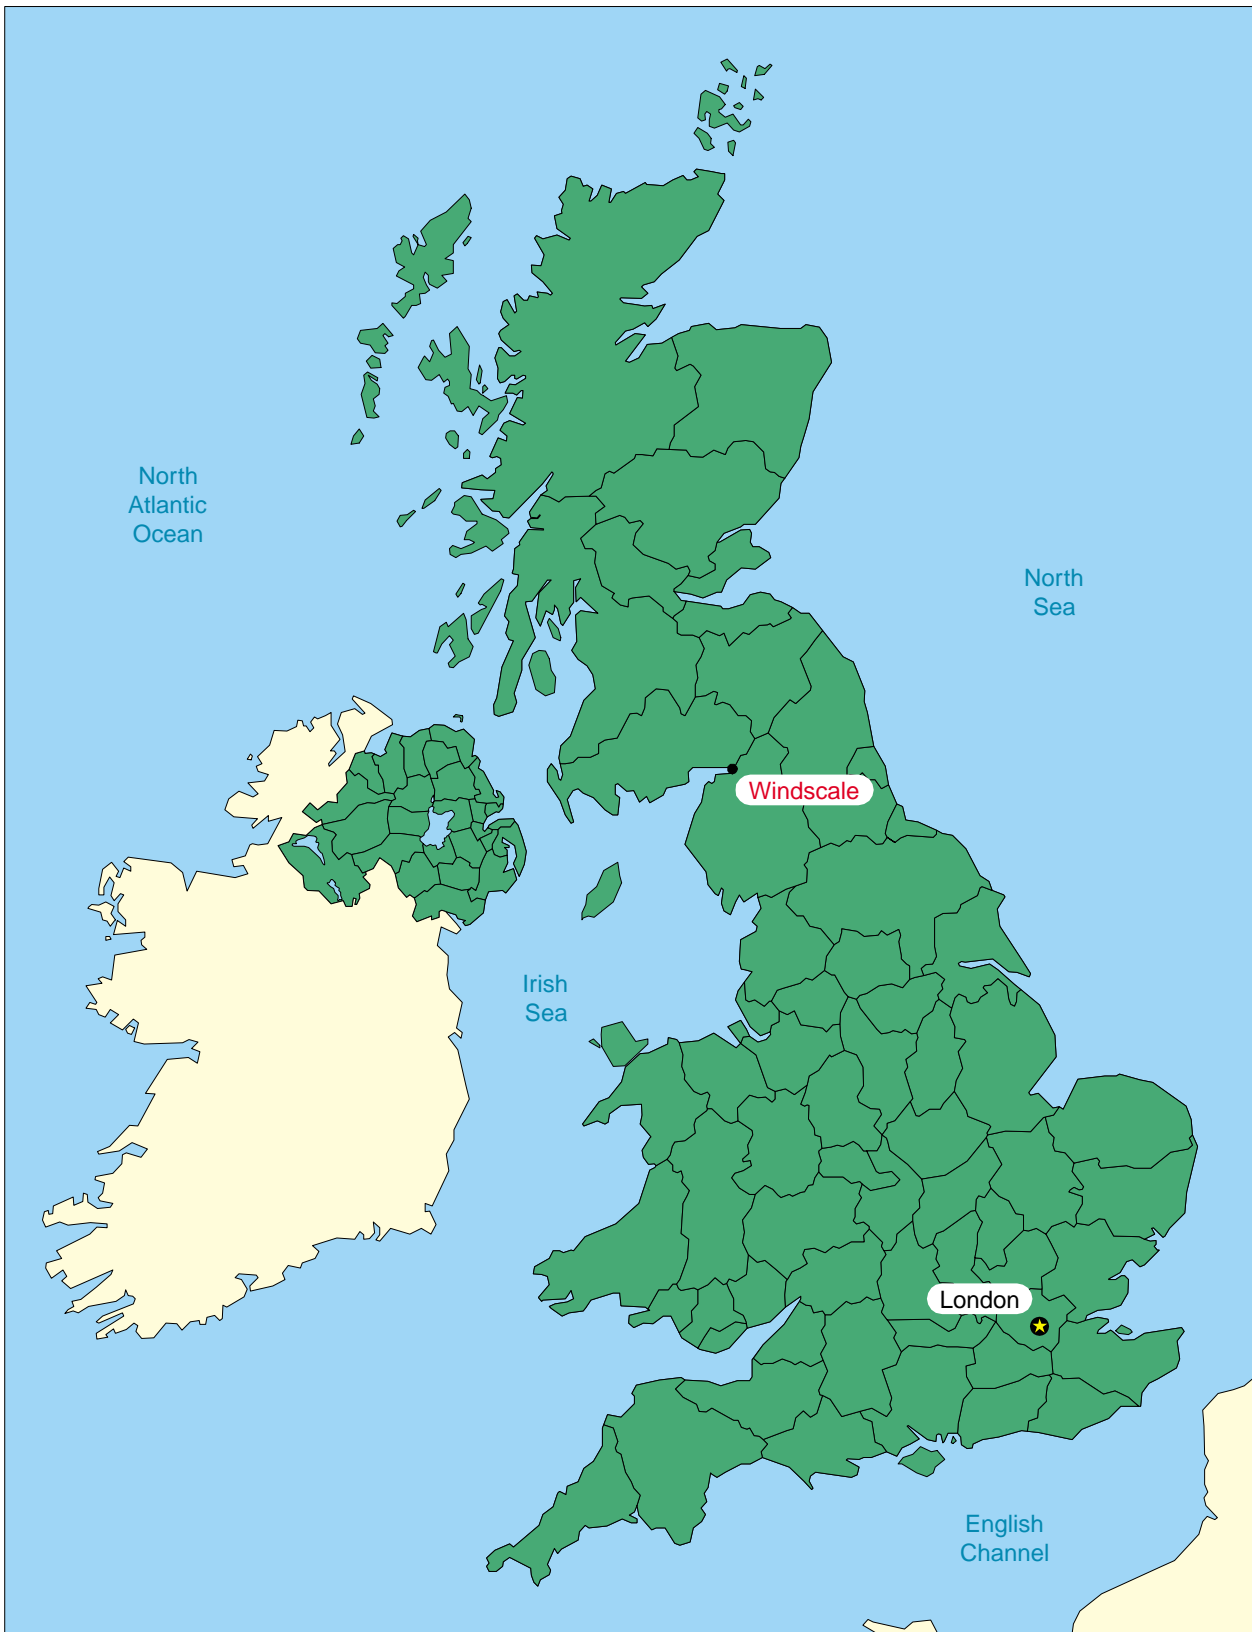 North
Atlantic
Ocean
North
Sea
Windscale
Irish
Sea
London
English
Channel